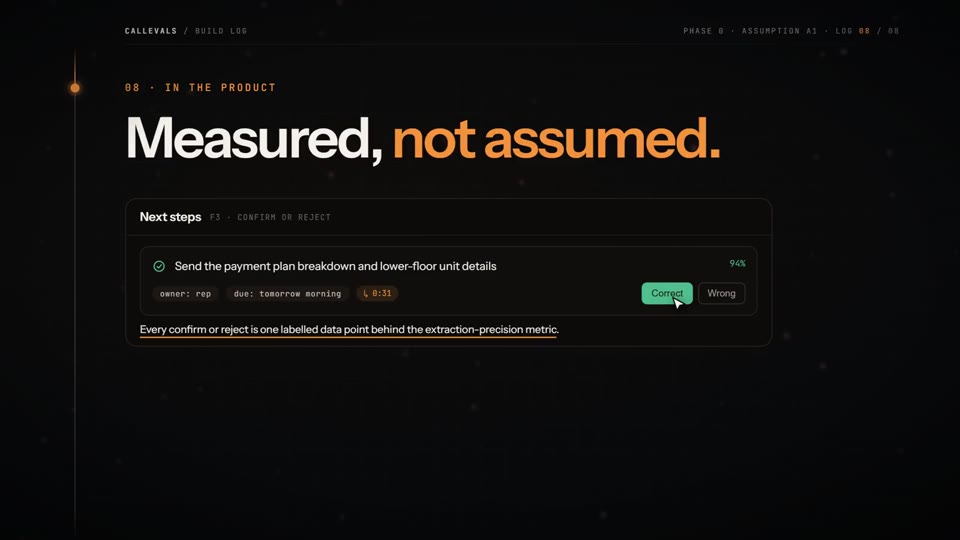 CALLEVALS / BUILD LOG
PHASE 0 · ASSUMPTION A1 · LOG 08 / 08
08 · IN THE PRODUCT
Measured, not assumed.
Next steps F3 · CONFIRM OR REJECT
Send the payment plan breakdown and lower-floor unit details
94%
owner: rep due: tomorrow morning ↳ 0:31
Correct Wrong
Every confirm or reject is one labelled data point behind the extraction-precision metric.